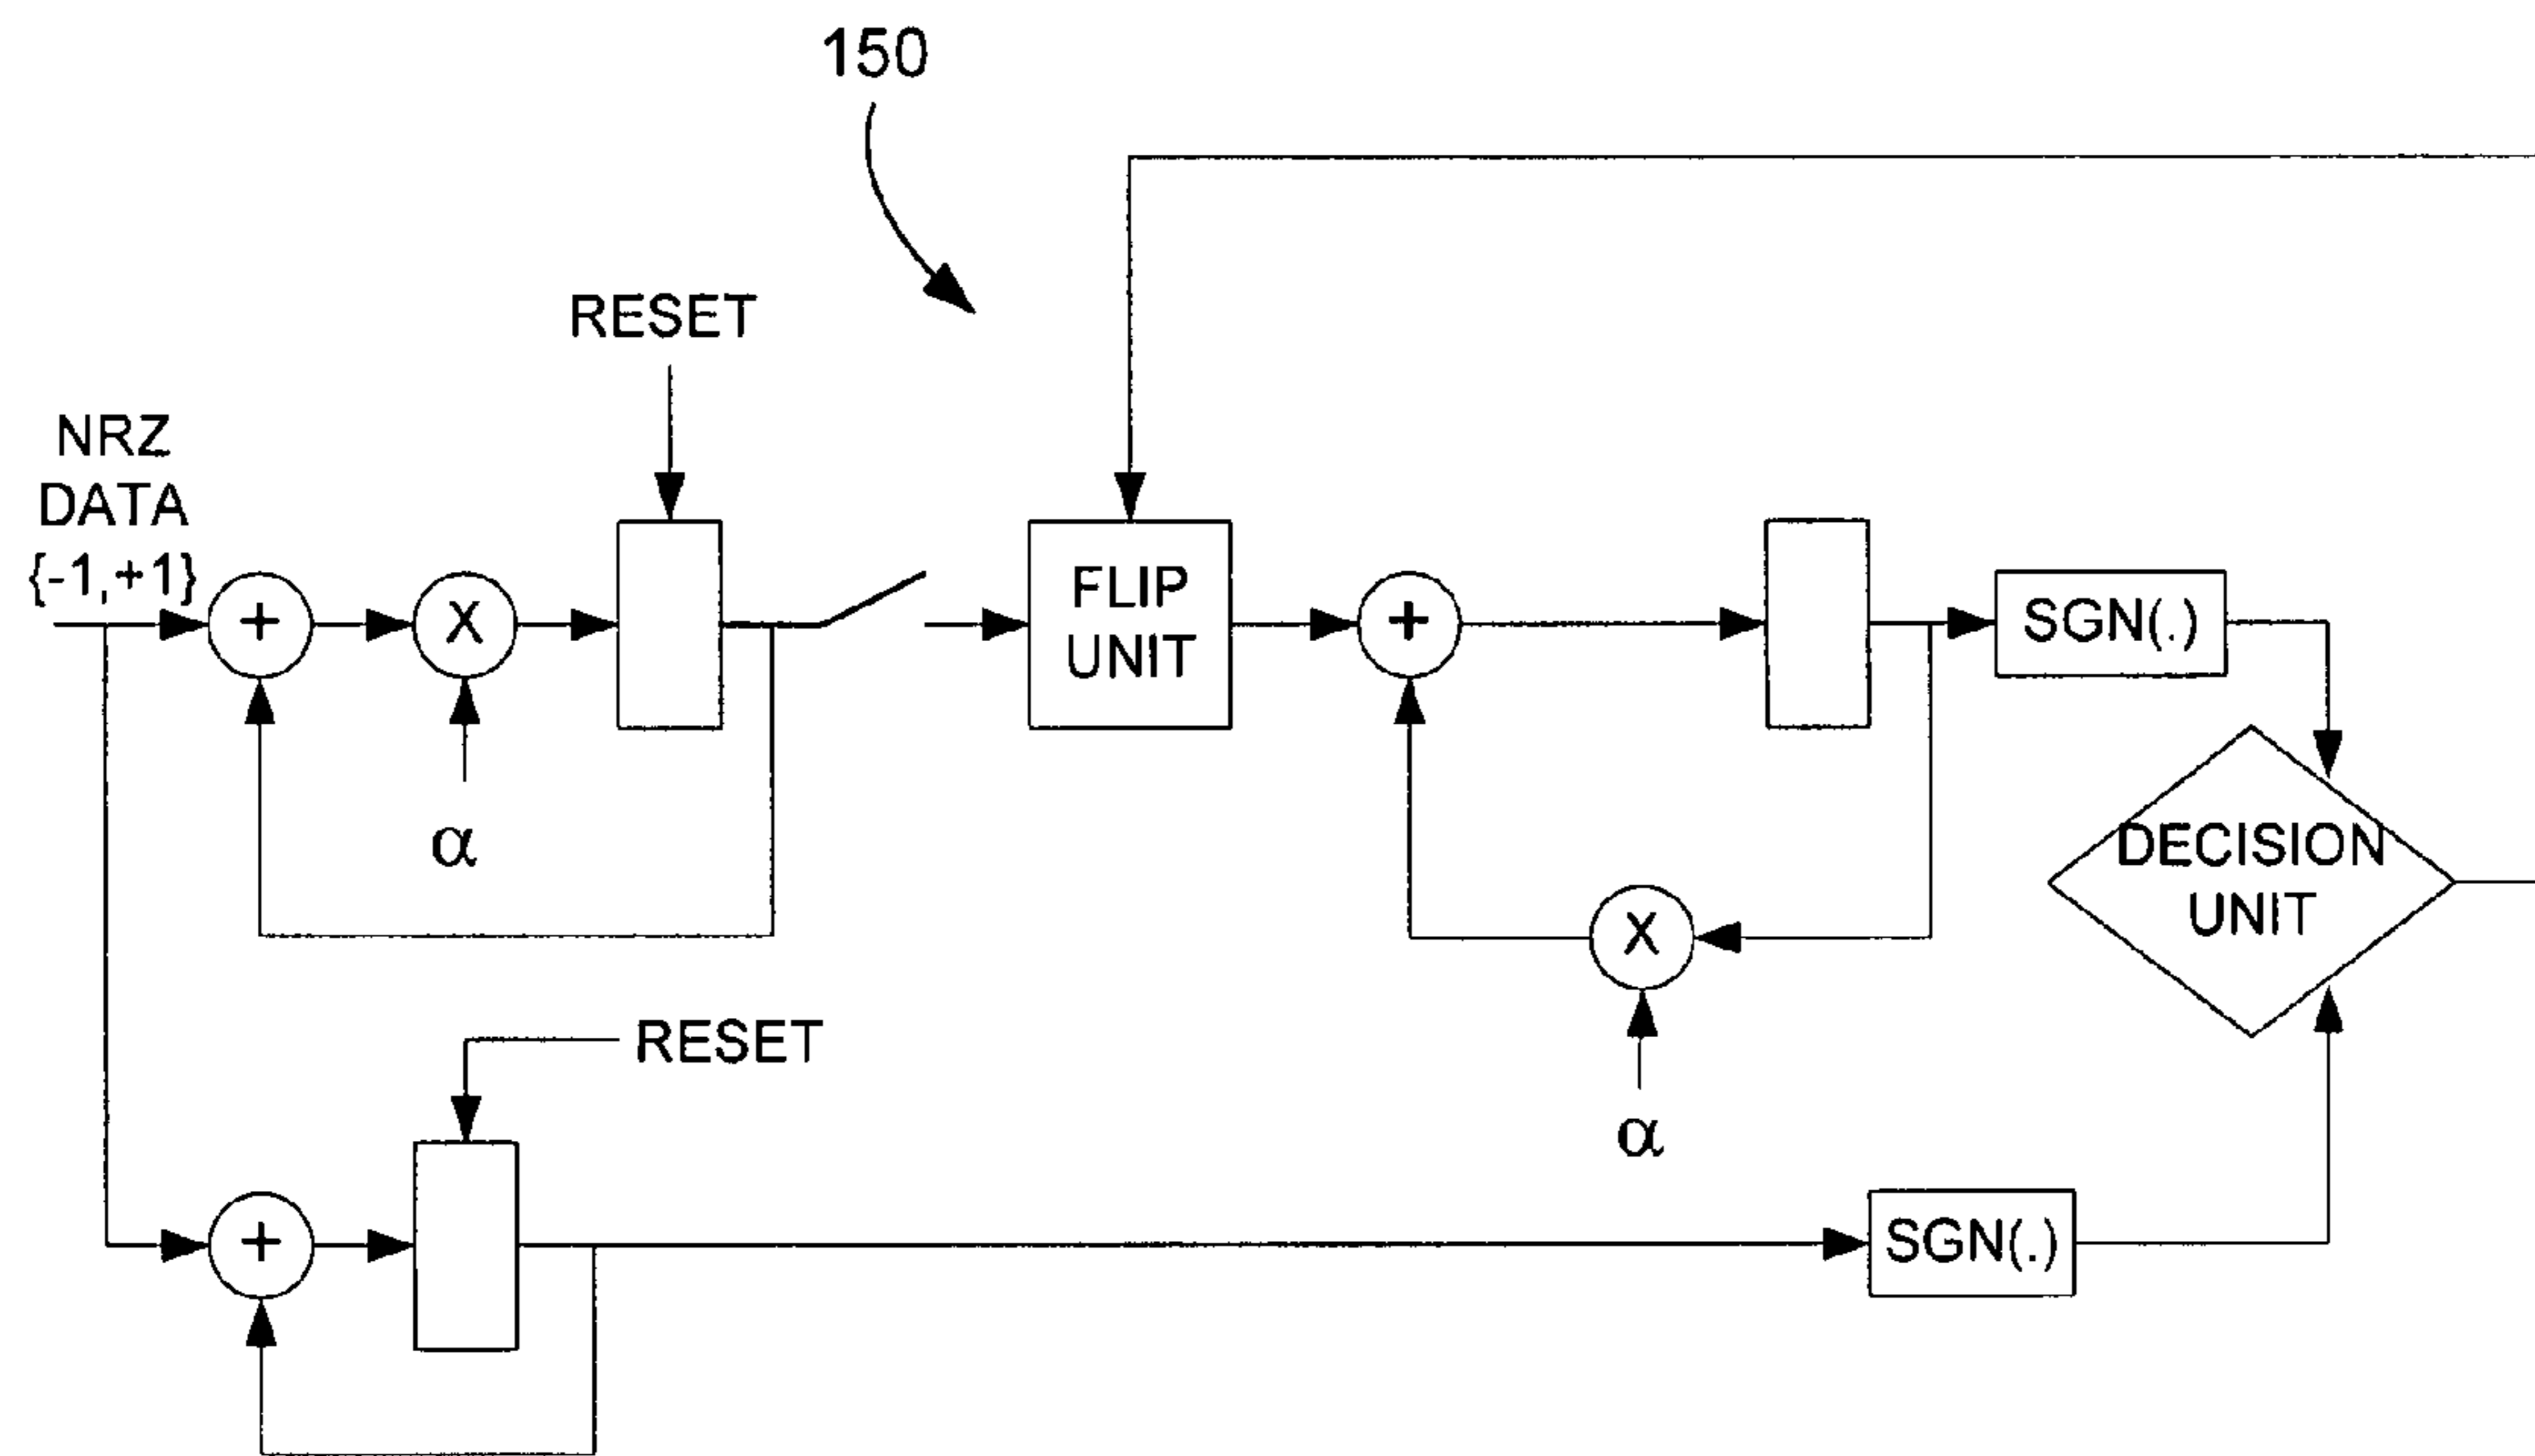 150
RESET
NRZ
DATA
{-1,+1}
+
X
α
FLIP
UNIT
+
SGN(.)
X
α
DECISION
UNIT
RESET
+
SGN(.)